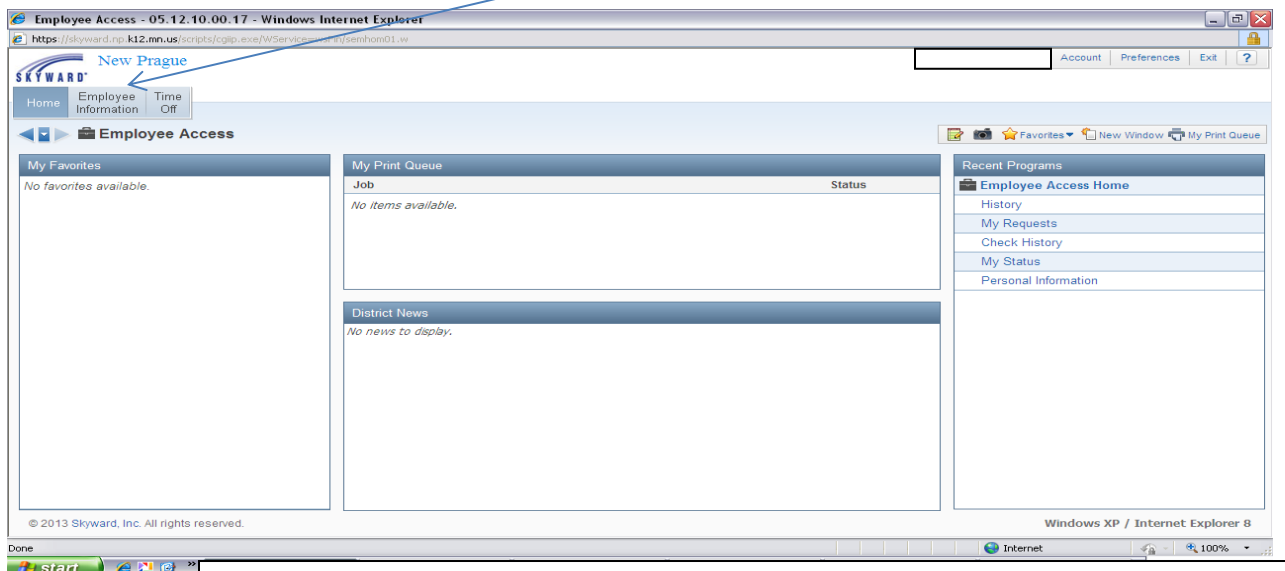 Employee Access - 05.12.10.00.17 - Windows Internet Explorer
https://skyward.np.k12.mn.us/scripts/cgiip.exe/WService= /semhom01.w
SKYWARD®
New Prague
Account Preferences Exit ?
Home
Employee Information
Time Off
Employee Access
Favorites New Window My Print Queue
My Favorites
No favorites available.
My Print Queue
Job Status
No items available.
District News
No news to display.
Recent Programs
Employee Access Home
History
My Requests
Check History
My Status
Personal Information
© 2013 Skyward, Inc. All rights reserved.
Windows XP / Internet Explorer 8
Done
Internet
100%
start